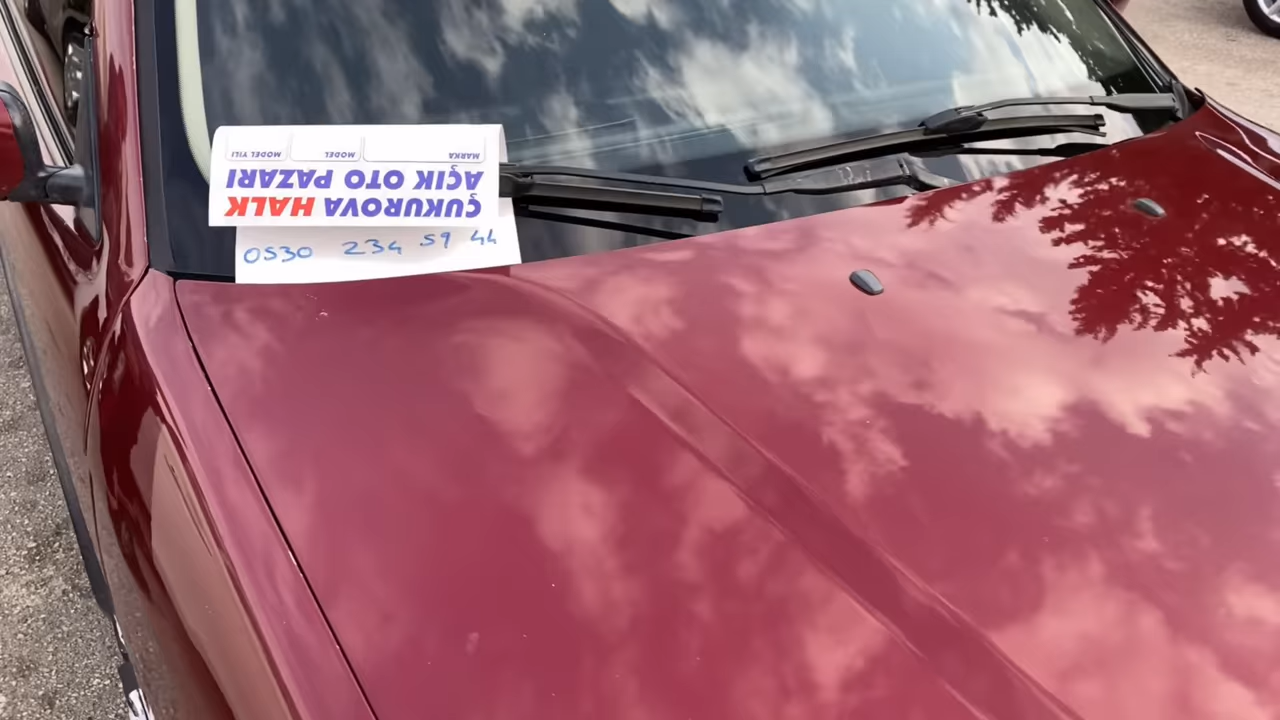 ÇUKUROVA HALK
AÇIK OTO PAZARI
MARKA
MODEL
MODEL YILI
0530 234 59 44